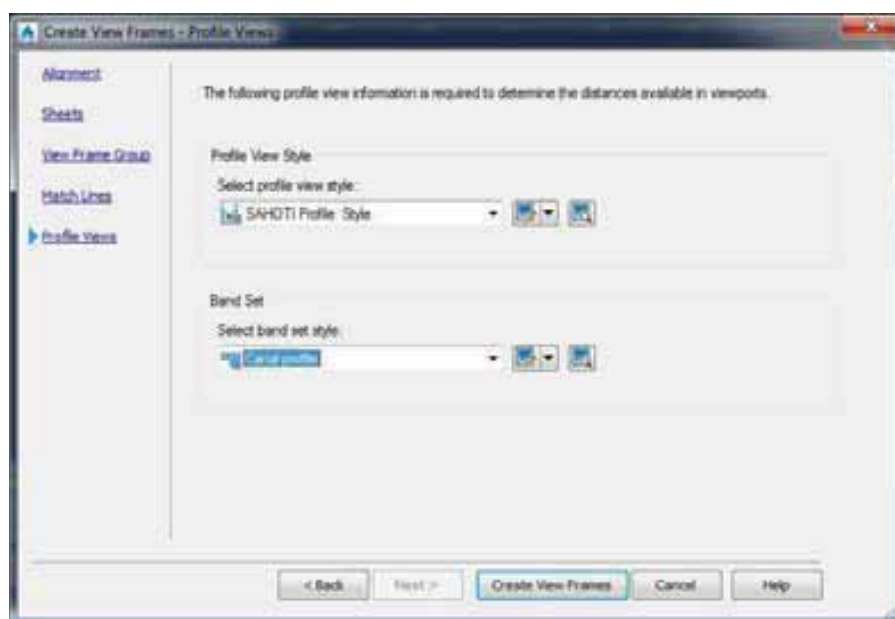 Create View Frames - Profile Views
Alignment
Sheets
View Frame Group
Match Lines
Profile Views
The following profile view information is required to determine the distances available in viewports.
Profile View Style
Select profile view style:
SAHOTI Profile Style
Band Set
Select band set style:
Canal profile
< Back
Next >
Create View Frames
Cancel
Help